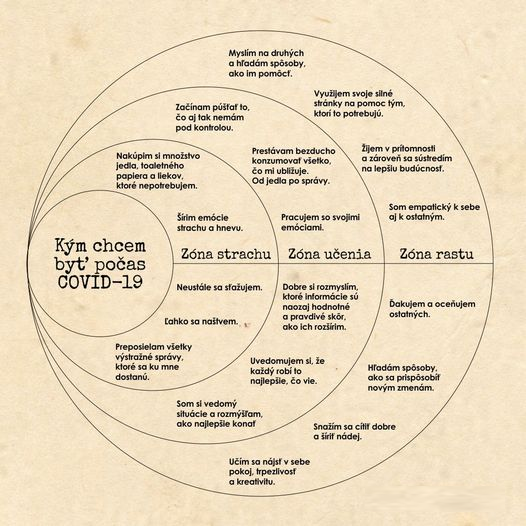 Myslím na druhých
a hľadám spôsoby,
ako im pomôcť.
Využijem svoje silné
stránky na pomoc tým,
ktorí to potrebujú.
Začínam púšťať to,
čo aj tak nemám
pod kontrolou.
Nakúpim si množstvo
jedla, toaletného
papiera a liekov,
ktoré nepotrebujem.
Prestávam bezducho
konzumovať všetko,
čo mi ubližuje.
Od jedla po správy.
Žijem v prítomnosti
a zároveň sa sústredím
na lepšiu budúcnosť.
Šírim emócie
strachu a hnevu.
Pracujem so svojimi
emóciami.
Som empatický k sebe
aj k ostatným.
Kým chcem
byť počas
COVID-19
Zóna strachu
Zóna učenia
Zóna rastu
Neustále sa sťažujem.
Ľahko sa naštvem.
Dobre si rozmyslím,
ktoré informácie sú
naozaj hodnotné
a pravdivé skôr,
ako ich rozšírim.
Ďakujem a oceňujem
ostatných.
Preposielam všetky
výstražné správy,
ktoré sa ku mne
dostanú.
Uvedomujem si, že
každý robí to
najlepšie, čo vie.
Hľadám spôsoby,
ako sa prispôsobiť
novým zmenám.
Som si vedomý
situácie a rozmýšľam,
ako najlepšie konať
Snažím sa cítiť dobre
a šíriť nádej.
Učím sa nájsť v sebe
pokoj, trpezlivosť
a kreativitu.